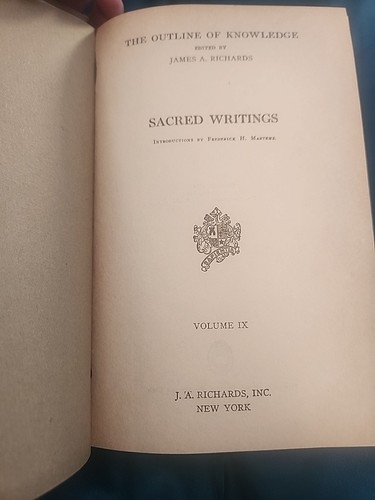 THE OUTLINE OF KNOWLEDGE
EDITED BY
JAMES A. RICHARDS
SACRED WRITINGS
INTRODUCTIONS BY FREDERICK H. MARTENS
VOLUME IX
J. A. RICHARDS, INC.
NEW YORK